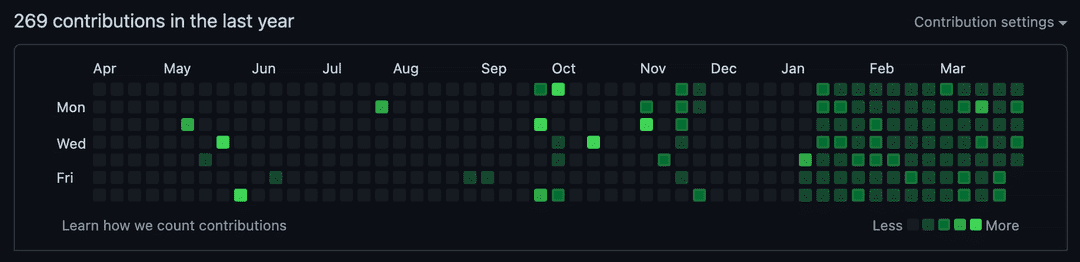 269 contributions in the last year
Contribution settings
Apr May Jun Jul Aug Sep Oct Nov Dec Jan Feb Mar
Mon
Wed
Fri
Learn how we count contributions
Less More